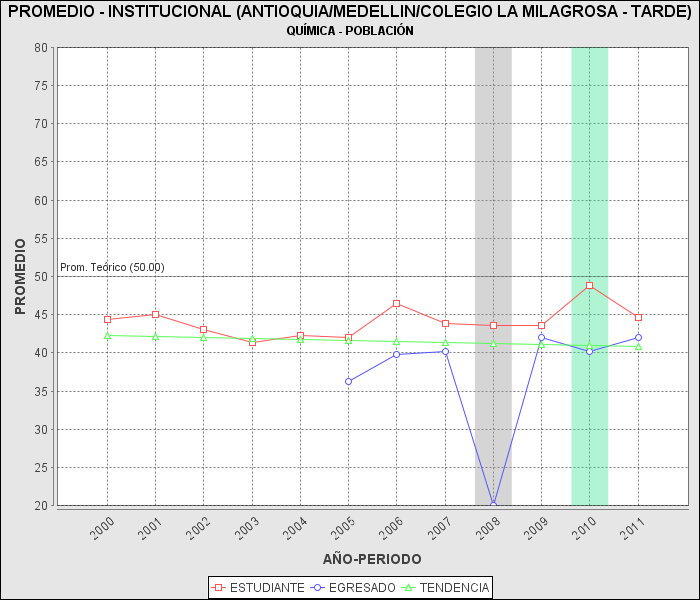 PROMEDIO - INSTITUCIONAL (ANTIOQUIA/MEDELLIN/COLEGIO LA MILAGROSA - TARDE)
QUÍMICA - POBLACIÓN
80
75
70
65
60
55
Prom. Teórico (50.00)
50
45
40
35
30
25
20
PROMEDIO
2000 2001 2002 2003 2004 2005 2006 2007 2008 2009 2010 2011
AÑO-PERIODO
ESTUDIANTE EGRESADO TENDENCIA